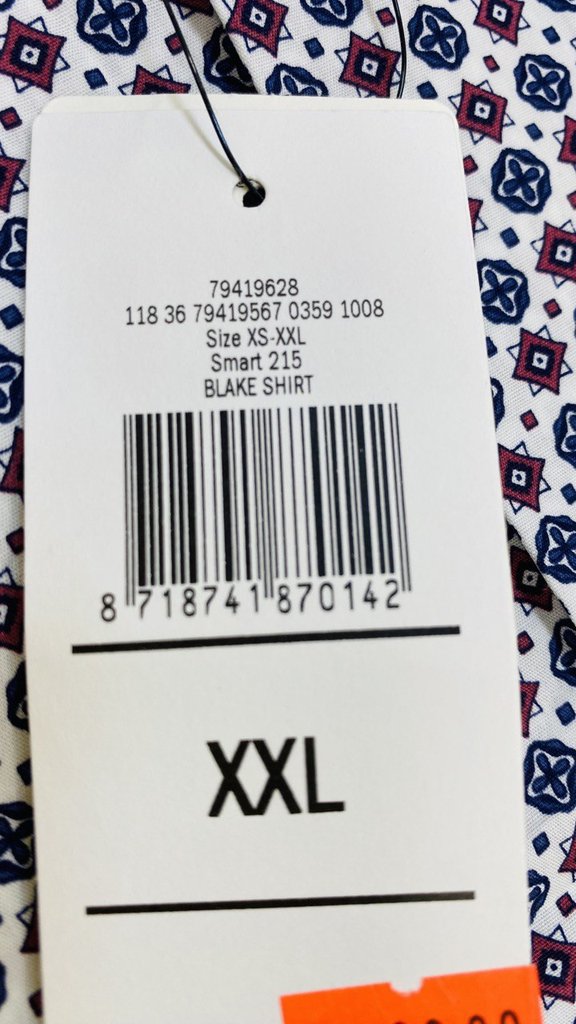 79419628
118 36 79419567 0359 1008
Size XS-XXL
Smart 215
BLAKE SHIRT
8 718741 870142
XXL